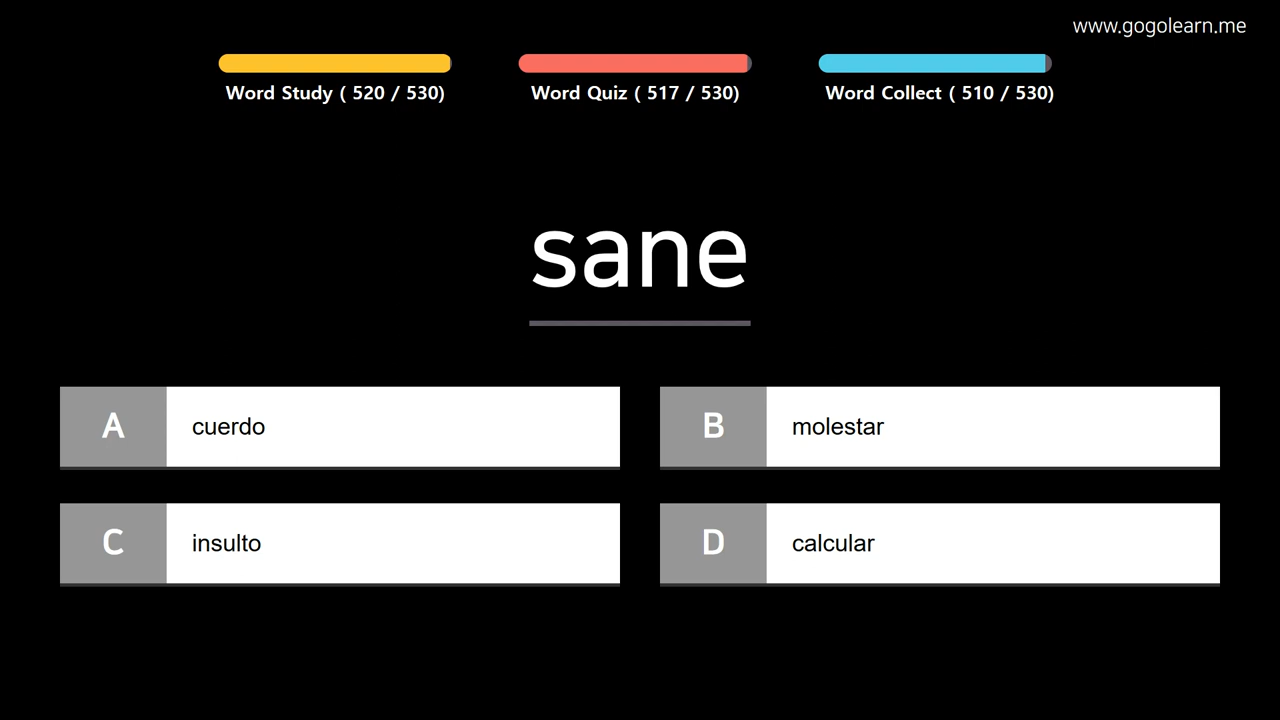 www.gogolearn.me
Word Study ( 520 / 530)
Word Quiz ( 517 / 530)
Word Collect ( 510 / 530)
sane
A cuerdo
B molestar
C insulto
D calcular